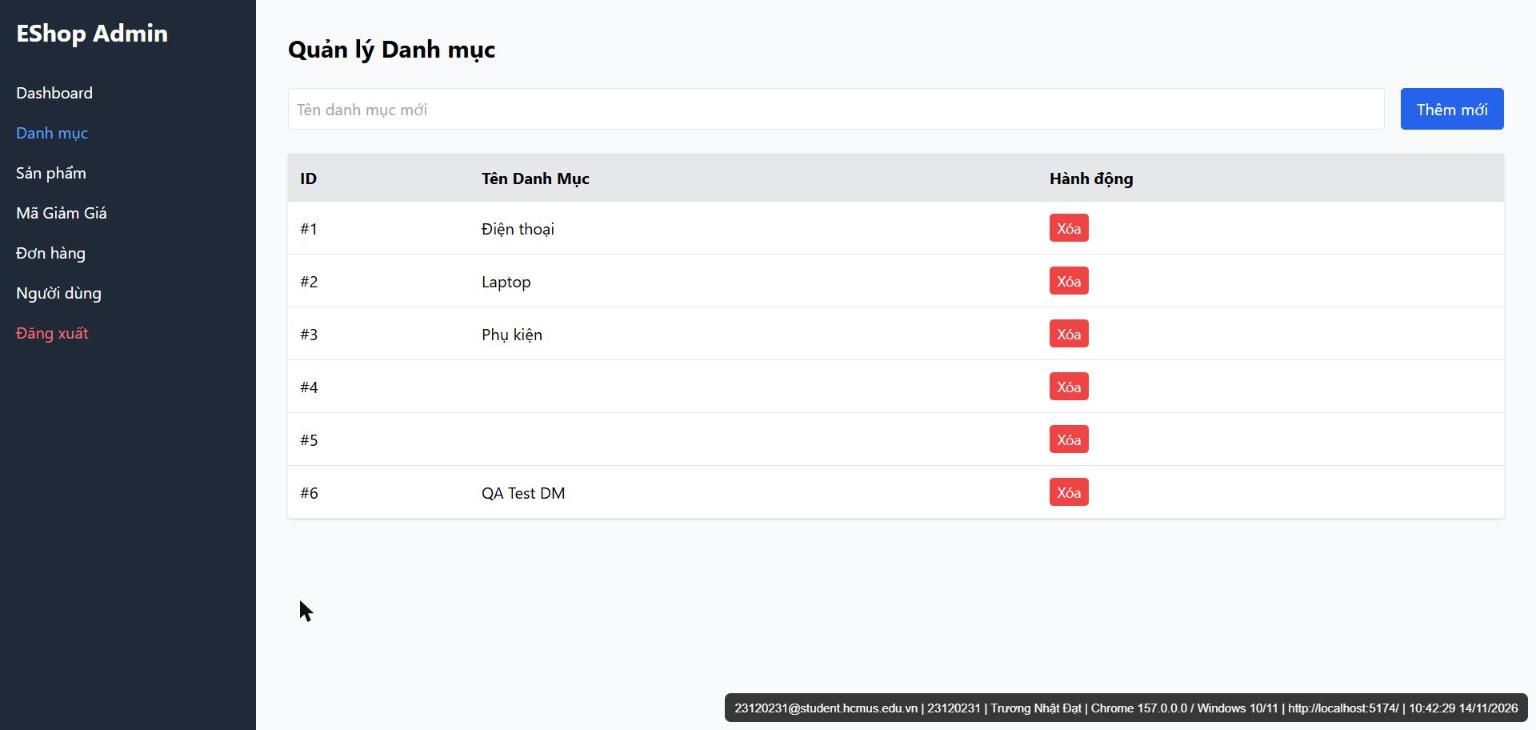 EShop Admin
Dashboard
Danh mục
Sản phẩm
Mã Giảm Giá
Đơn hàng
Người dùng
Đăng xuất
Quản lý Danh mục
Tên danh mục mới
Thêm mới
ID Tên Danh Mục Hành động
#1 Điện thoại Xóa
#2 Laptop Xóa
#3 Phụ kiện Xóa
#4 Xóa
#5 Xóa
#6 QA Test DM Xóa
23120231@student.hcmus.edu.vn | 23120231 | Trương Nhật Đạt | Chrome 157.0.0.0 / Windows 10/11 | http://localhost:5174/ | 10:42:29 14/11/2026